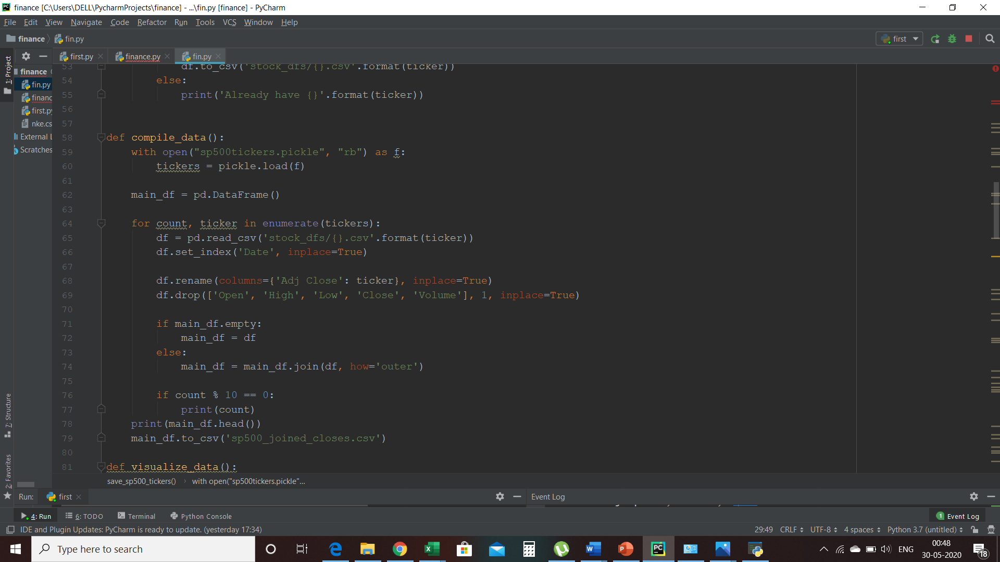 finance [C:\Users\DELL\PycharmProjects\finance] - ...\fin.py [finance] - PyCharm
File Edit View Navigate Code Refactor Run Tools VCS Window Help
finance fin.py first
first.py finance.py fin.py
1: Project
finance
fin.py
financ
first.py
nke.cs
External L
Scratches
53 df.to_csv('stock_dfs/{}.csv'.format(ticker))
54 else:
55 print('Already have {}'.format(ticker))
56
57
58 def compile_data():
59 with open("sp500tickers.pickle", "rb") as f:
60 tickers = pickle.load(f)
61
62 main_df = pd.DataFrame()
63
64 for count, ticker in enumerate(tickers):
65 df = pd.read_csv('stock_dfs/{}.csv'.format(ticker))
66 df.set_index('Date', inplace=True)
67
68 df.rename(columns={'Adj Close': ticker}, inplace=True)
69 df.drop(['Open', 'High', 'Low', 'Close', 'Volume'], 1, inplace=True)
70
71 if main_df.empty:
72 main_df = df
73 else:
74 main_df = main_df.join(df, how='outer')
75
76 if count % 10 == 0:
77 print(count)
78 print(main_df.head())
79 main_df.to_csv('sp500_joined_closes.csv')
80
81 def visualize_data():
7: Structure
2: Favorites
save_sp500_tickers() › with open("sp500tickers.pickle"...
Run: first Event Log
4: Run 6: TODO Terminal Python Console 1 Event Log
IDE and Plugin Updates: PyCharm is ready to update. (yesterday 17:34) 29:49 CRLF UTF-8 4 spaces Python 3.7 (untitled)
Type here to search ENG 00:48
30-05-2020 18